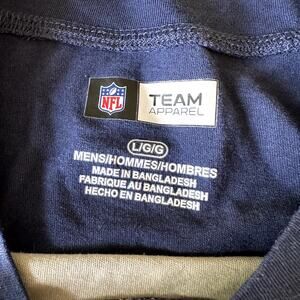 NFL
TEAM
APPAREL
L/G/G
MENS/HOMMES/HOMBRES
MADE IN BANGLADESH
FABRIQUE AU BANGLADESH
HECHO EN BANGLADESH